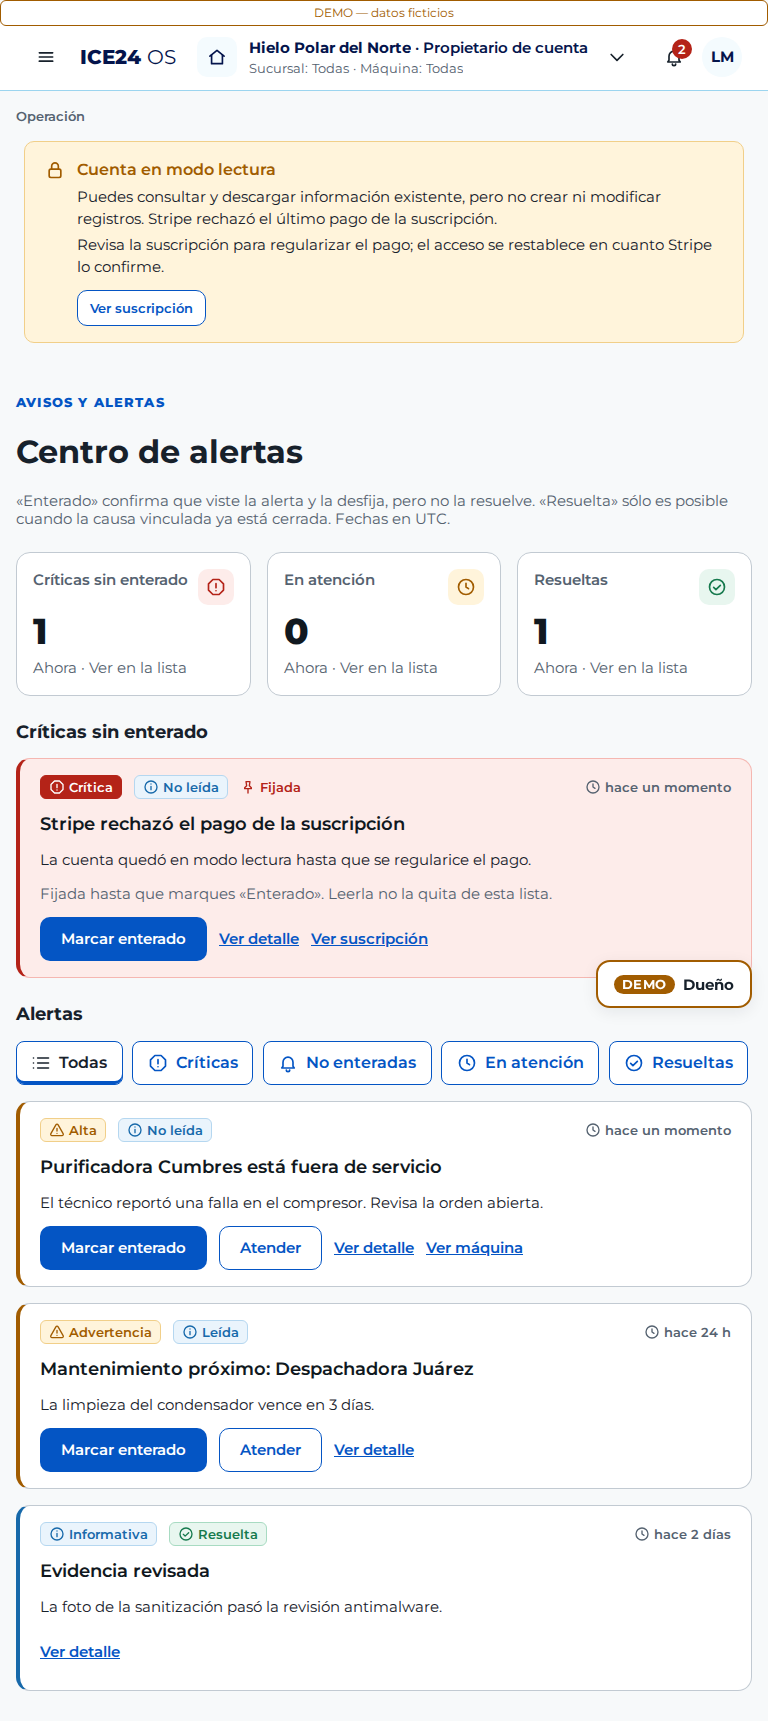 DEMO — datos ficticios
ICE24 OS
Hielo Polar del Norte · Propietario de cuenta
Sucursal: Todas · Máquina: Todas
2
LM
Operación
Cuenta en modo lectura
Puedes consultar y descargar información existente, pero no crear ni modificar
registros. Stripe rechazó el último pago de la suscripción.
Revisa la suscripción para regularizar el pago; el acceso se restablece en cuanto Stripe
lo confirme.
Ver suscripción
AVISOS Y ALERTAS
Centro de alertas
«Enterado» confirma que viste la alerta y la desfija, pero no la resuelve. «Resuelta» sólo es posible
cuando la causa vinculada ya está cerrada. Fechas en UTC.
Críticas sin enterado
1
Ahora · Ver en la lista
En atención
0
Ahora · Ver en la lista
Resueltas
1
Ahora · Ver en la lista
Críticas sin enterado
Crítica No leída Fijada hace un momento
Stripe rechazó el pago de la suscripción
La cuenta quedó en modo lectura hasta que se regularice el pago.
Fijada hasta que marques «Enterado». Leerla no la quita de esta lista.
Marcar enterado Ver detalle Ver suscripción
DEMO Dueño
Alertas
Todas Críticas No enteradas En atención Resueltas
Alta No leída hace un momento
Purificadora Cumbres está fuera de servicio
El técnico reportó una falla en el compresor. Revisa la orden abierta.
Marcar enterado Atender Ver detalle Ver máquina
Advertencia Leída hace 24 h
Mantenimiento próximo: Despachadora Juárez
La limpieza del condensador vence en 3 días.
Marcar enterado Atender Ver detalle
Informativa Resuelta hace 2 días
Evidencia revisada
La foto de la sanitización pasó la revisión antimalware.
Ver detalle